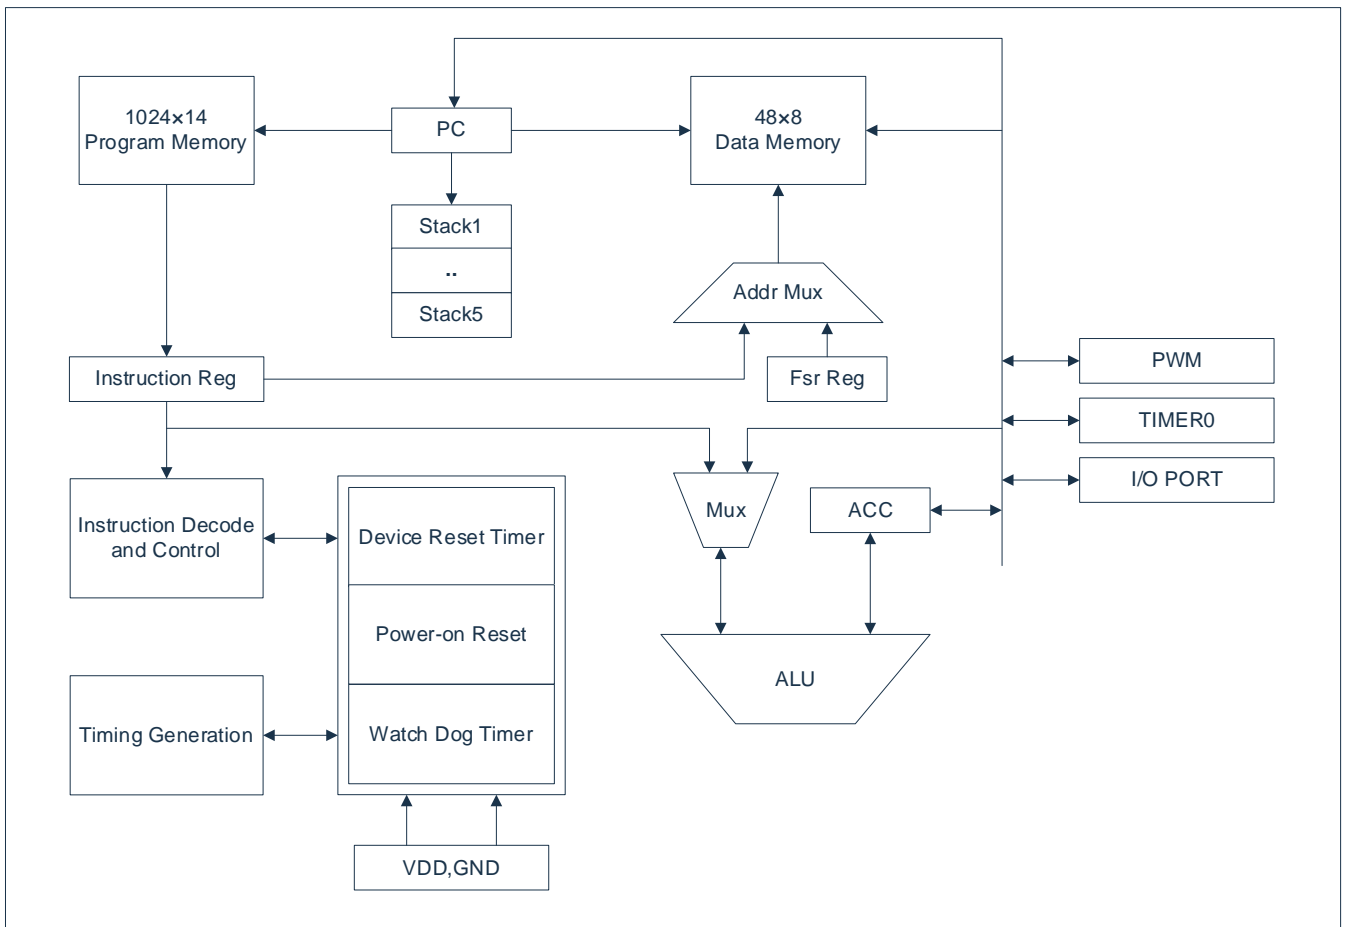 1024×14
Program Memory
PC
48×8
Data Memory
Stack1
..
Stack5
Addr Mux
Instruction Reg
Fsr Reg
PWM
TIMER0
I/O PORT
Instruction Decode
and Control
Device Reset Timer
Mux
ACC
Power-on Reset
ALU
Timing Generation
Watch Dog Timer
VDD,GND